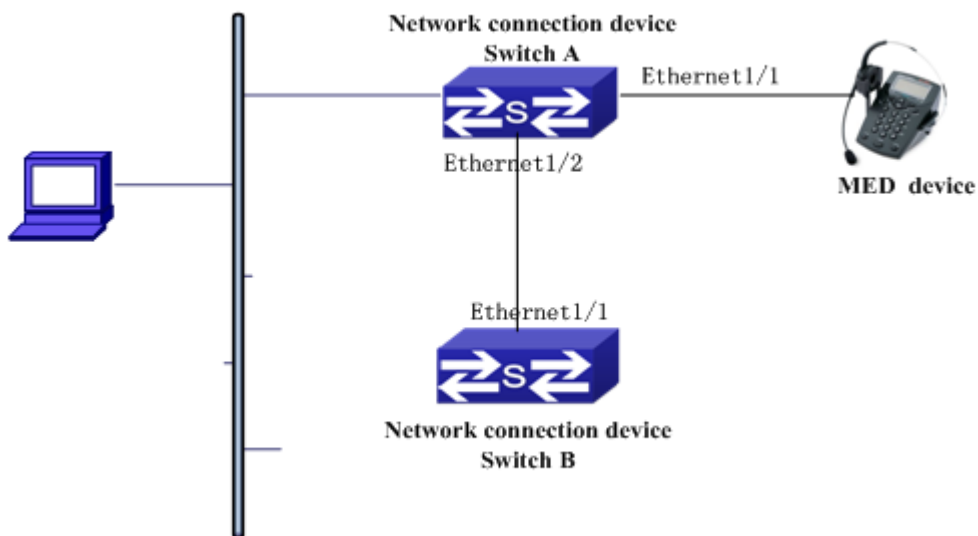 Network connection device
Switch A
Ethernet1/1
S
Ethernet1/2
MED device
Ethernet1/1
S
Network connection device
Switch B